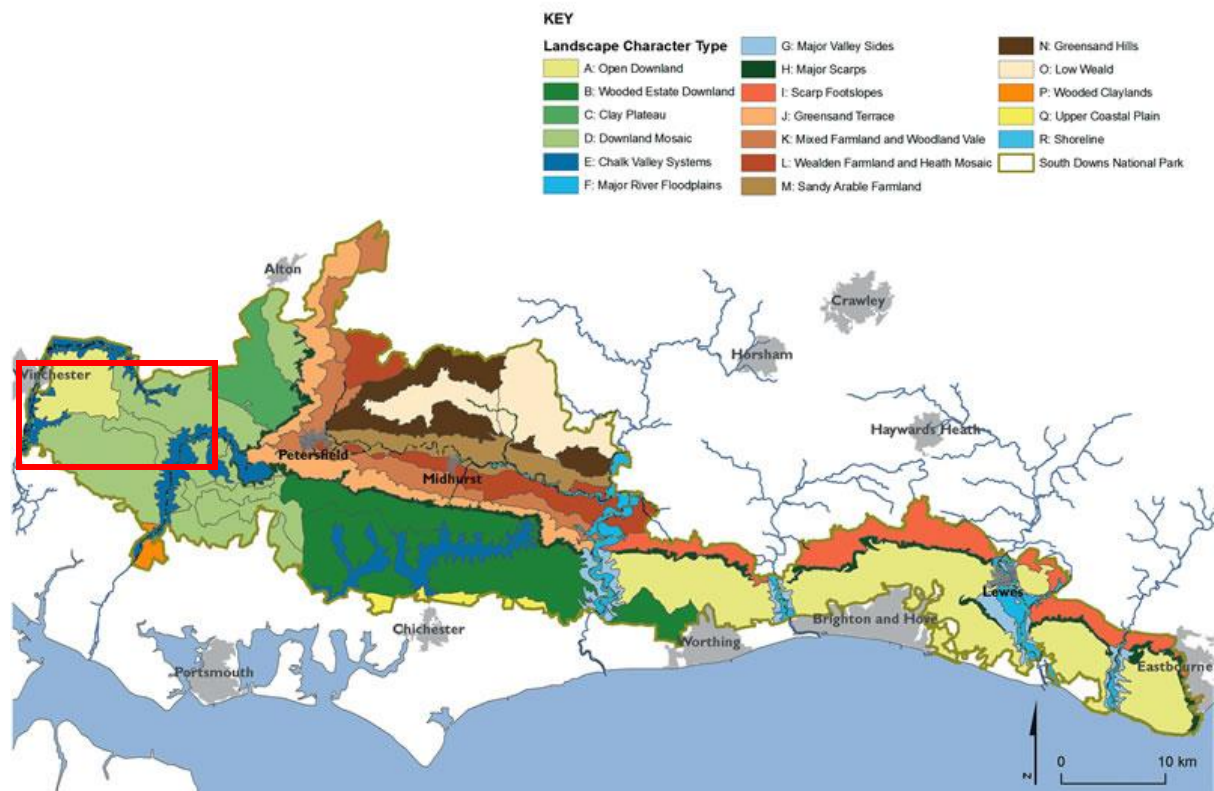 KEY
Landscape Character Type
A: Open Downland
B: Wooded Estate Downland
C: Clay Plateau
D: Downland Mosaic
E: Chalk Valley Systems
F: Major River Floodplains
G: Major Valley Sides
H: Major Scarps
I: Scarp Footslopes
J: Greensand Terrace
K: Mixed Farmland and Woodland Vale
L: Wealden Farmland and Heath Mosaic
M: Sandy Arable Farmland
N: Greensand Hills
O: Low Weald
P: Wooded Claylands
Q: Upper Coastal Plain
R: Shoreline
South Downs National Park
Alton
Crawley
Horsham
Winchester
Haywards Heath
Petersfield
Midhurst
Lewes
Chichester
Worthing
Brighton and Hove
Portsmouth
Eastbourne
N
0 10 km